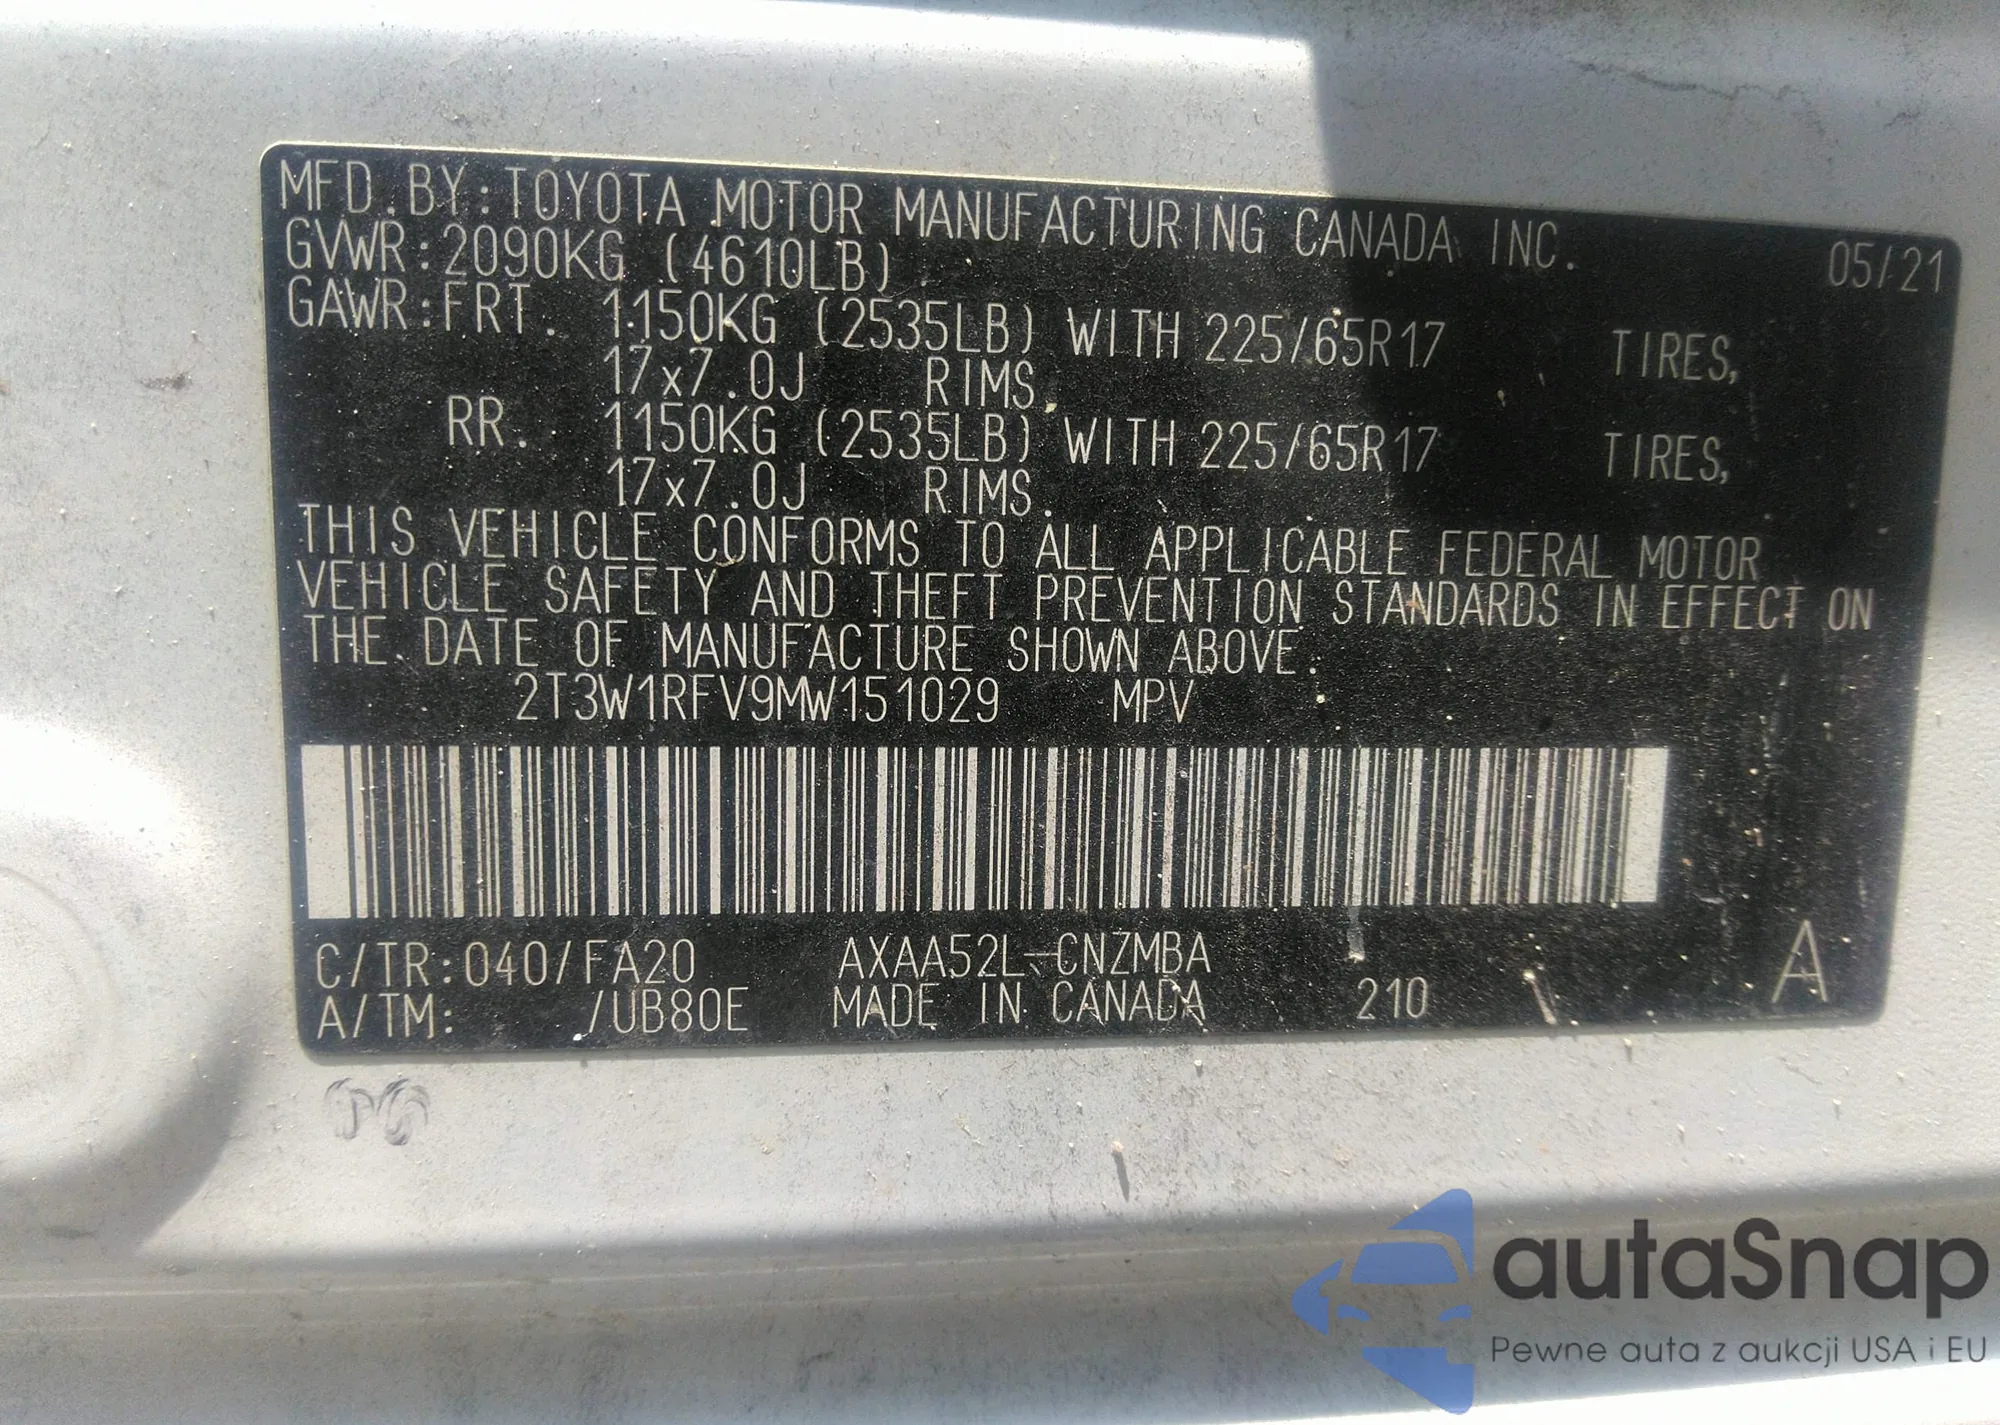 MFD.BY:TOYOTA MOTOR MANUFACTURING CANADA INC. 05/21
GVWR:2090KG (4610LB)
GAWR:FRT. 1150KG (2535LB) WITH 225/65R17 TIRES,
17x7.0J RIMS.
RR. 1150KG (2535LB) WITH 225/65R17 TIRES,
17x7.0J RIMS.
THIS VEHICLE CONFORMS TO ALL APPLICABLE FEDERAL MOTOR
VEHICLE SAFETY AND THEFT PREVENTION STANDARDS IN EFFECT ON
THE DATE OF MANUFACTURE SHOWN ABOVE.
2T3W1RFV9MW151029 MPV
C/TR:040/FA20 AXAA52L-CNZMBA A
A/TM: /UB80E MADE IN CANADA 210
autaSnap
Pewne auta z aukcji USA i EU